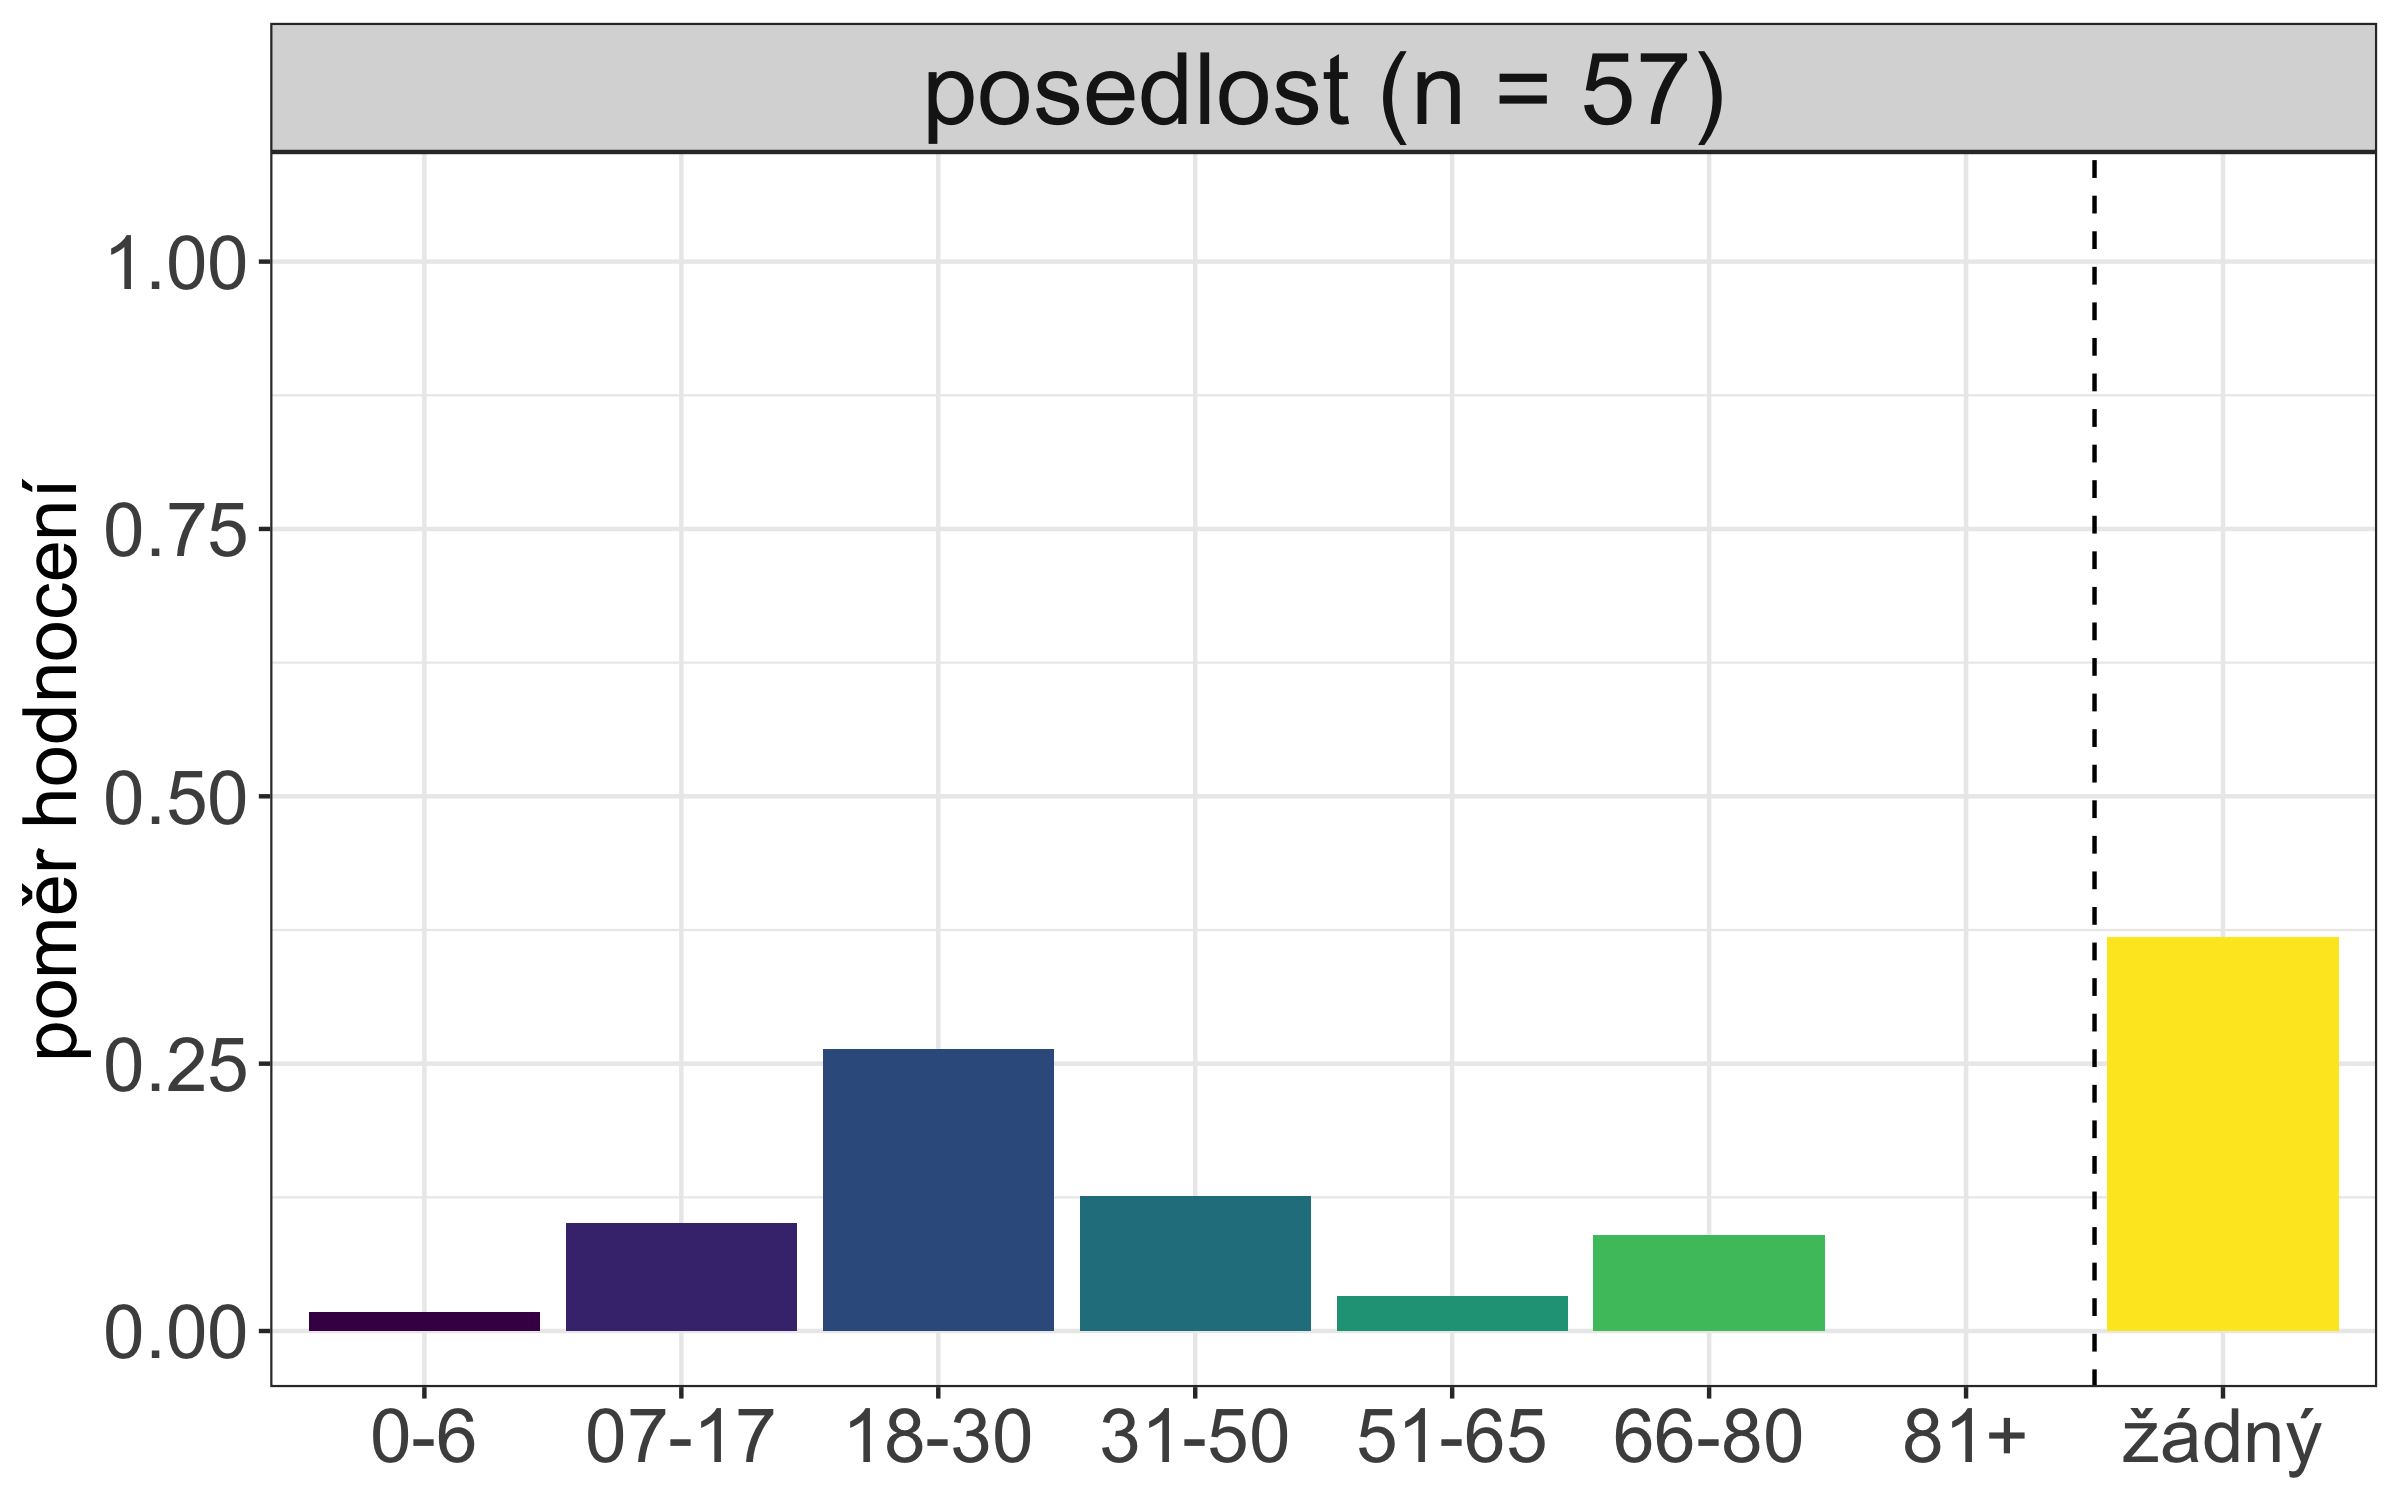 posedlost (n = 57)
poměr hodnocení
1.00
0.75
0.50
0.25
0.00
0-6 07-17 18-30 31-50 51-65 66-80 81+ žádný